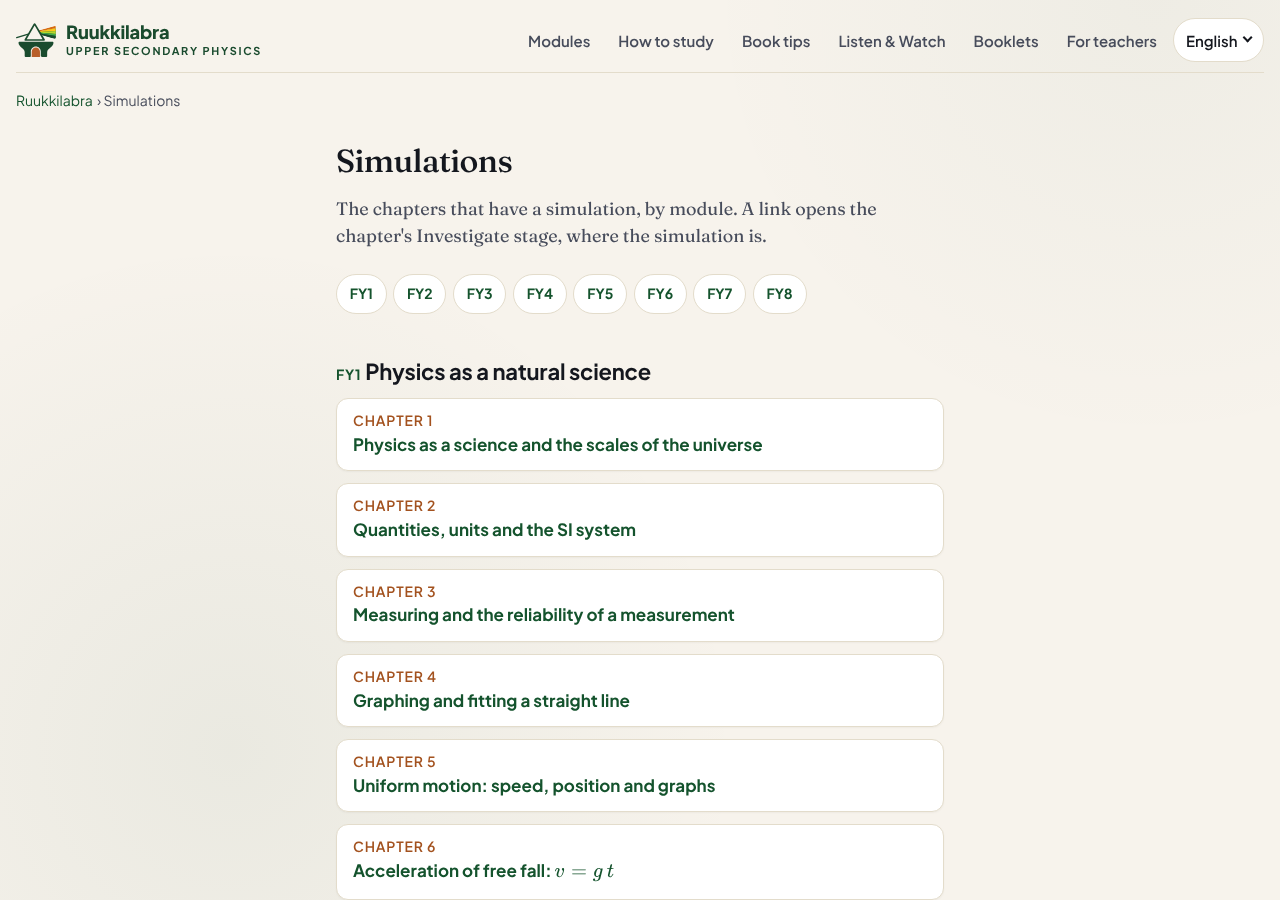 Ruukkilabra
UPPER SECONDARY PHYSICS
Modules
How to study
Book tips
Listen & Watch
Booklets
For teachers
English
Ruukkilabra › Simulations
Simulations
The chapters that have a simulation, by module. A link opens the
chapter's Investigate stage, where the simulation is.
FY1
FY2
FY3
FY4
FY5
FY6
FY7
FY8
FY1 Physics as a natural science
CHAPTER 1
Physics as a science and the scales of the universe
CHAPTER 2
Quantities, units and the SI system
CHAPTER 3
Measuring and the reliability of a measurement
CHAPTER 4
Graphing and fitting a straight line
CHAPTER 5
Uniform motion: speed, position and graphs
CHAPTER 6
Acceleration of free fall: v = g t